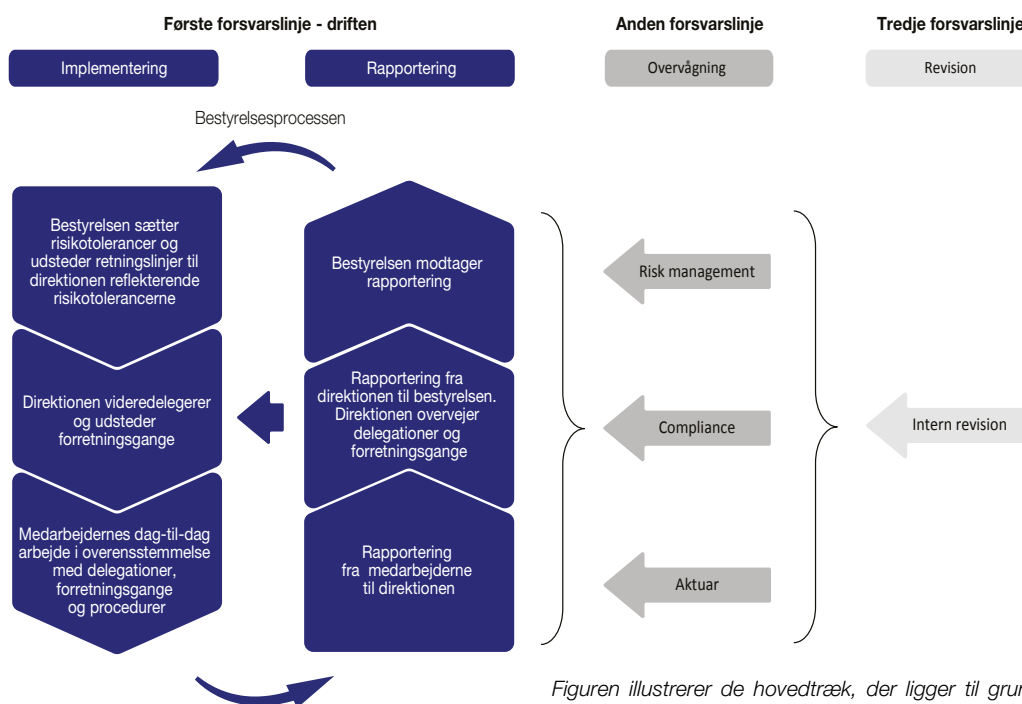 Første forsvarslinje - driften
Anden forsvarslinje
Tredje forsvarslinje
Implementering
Rapportering
Overvågning
Revision
Bestyrelsesprocessen
Bestyrelsen sætter
risikotolerancer og
udsteder retningslinjer til
direktionen reflekterende
risikotolerancerne
Direktionen videredelegerer
og udsteder
forretningsgange
Medarbejdernes dag-til-dag
arbejde i overensstemmelse
med delegationer,
forretningsgange
og procedurer
Bestyrelsen modtager
rapportering
Rapportering fra
direktionen til bestyrelsen.
Direktionen overvejer
delegationer og
forretningsgange
Rapportering
fra medarbejderne
til direktionen
Risk management
Compliance
Aktuar
Intern revision
Figuren illustrerer de hovedtræk, der ligger til